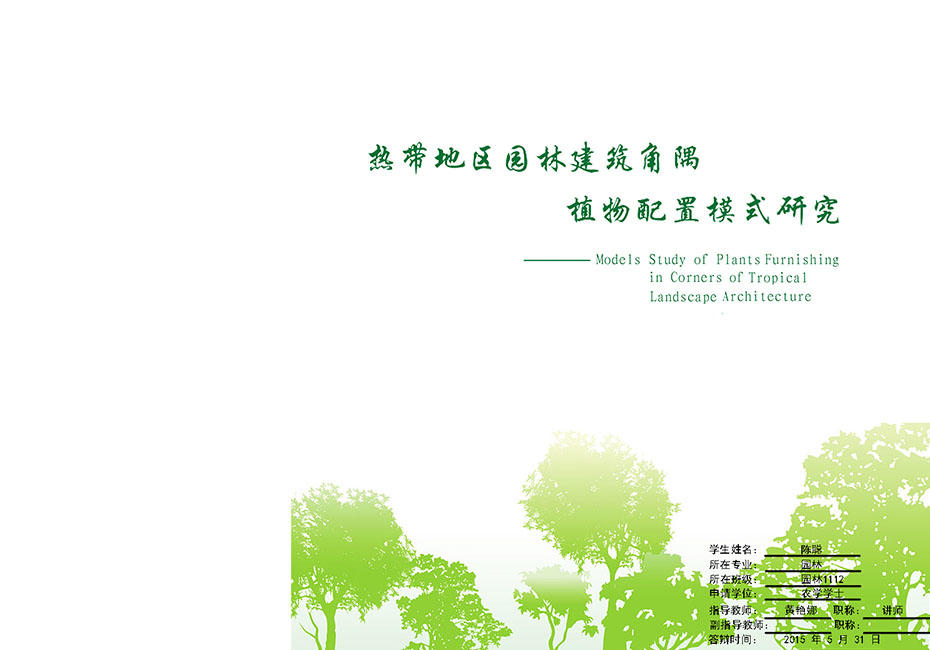 热带地区园林建筑角隅
植物配置模式研究
Models Study of Plants Furnishing
in Corners of Tropical
Landscape Architecture
学生姓名: 陈聪
所在专业: 园林
所在班级: 园林1112
申请学位: 农学学士
指导教师: 黄艳娜 职称: 讲师
副指导教师: 职称:
答辩时间: 2015 年 5 月 31 日